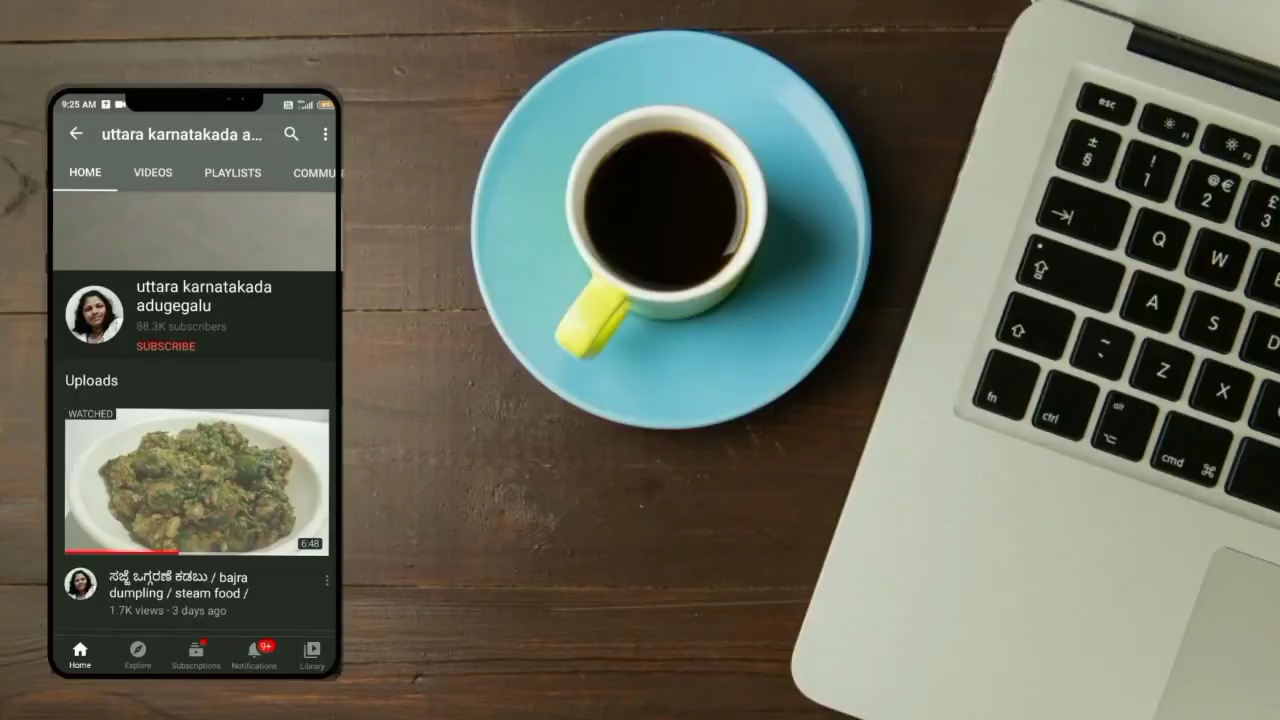 9:25 AM
uttara karnatakada a...
HOME VIDEOS PLAYLISTS COMMU
uttara karnatakada
adugegalu
88.3K subscribers
SUBSCRIBE
Uploads
WATCHED
6:48
ಸಜ್ಜೆ ಒಗ್ಗರಣೆ ಕಡಬು / bajra
dumpling / steam food /
1.7K views · 3 days ago
9+
Home Explore Subscriptions Notifications Library
esc F1 F2
± § ! 1 @ € 2 £ 3
Q W E
A S D
~ Z X
fn ctrl alt cmd ⌘